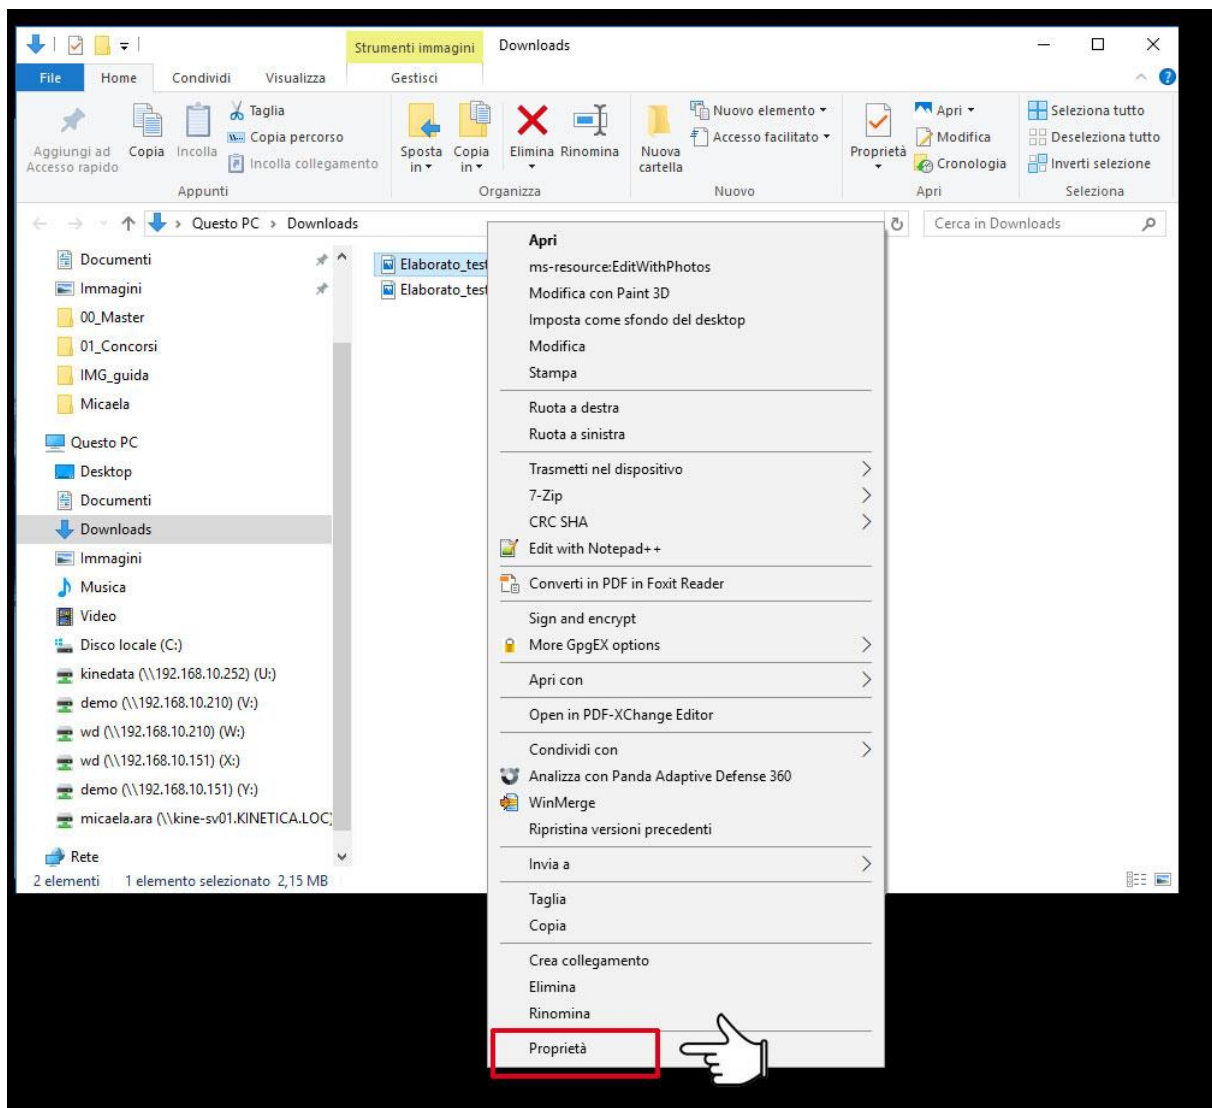 Strumenti immagini
Downloads
File
Home
Condividi
Visualizza
Gestisci
Aggiungi ad
Accesso rapido
Copia
Incolla
Taglia
Copia percorso
Incolla collegamento
Appunti
Sposta
in
Copia
in
Elimina
Rinomina
Organizza
Nuova
cartella
Nuovo elemento
Accesso facilitato
Nuovo
Proprietà
Apri
Modifica
Cronologia
Apri
Seleziona tutto
Deseleziona tutto
Inverti selezione
Seleziona
Questo PC > Downloads
Cerca in Downloads
Documenti
Immagini
00_Master
01_Concorsi
IMG_guida
Micaela
Questo PC
Desktop
Documenti
Downloads
Immagini
Musica
Video
Disco locale (C:)
kinedata (\\192.168.10.252) (U:)
demo (\\192.168.10.210) (V:)
wd (\\192.168.10.210) (W:)
wd (\\192.168.10.151) (X:)
demo (\\192.168.10.151) (Y:)
micaela.ara (\\kine-sv01.KINETICA.LOC)
Rete
2 elementi
1 elemento selezionato 2,15 MB
Elaborato_test
Elaborato_test
Apri
ms-resource:EditWithPhotos
Modifica con Paint 3D
Imposta come sfondo del desktop
Modifica
Stampa
Ruota a destra
Ruota a sinistra
Trasmetti nel dispositivo
7-Zip
CRC SHA
Edit with Notepad++
Converti in PDF in Foxit Reader
Sign and encrypt
More GpgEX options
Apri con
Open in PDF-XChange Editor
Condividi con
Analizza con Panda Adaptive Defense 360
WinMerge
Ripristina versioni precedenti
Invia a
Taglia
Copia
Crea collegamento
Elimina
Rinomina
Proprietà